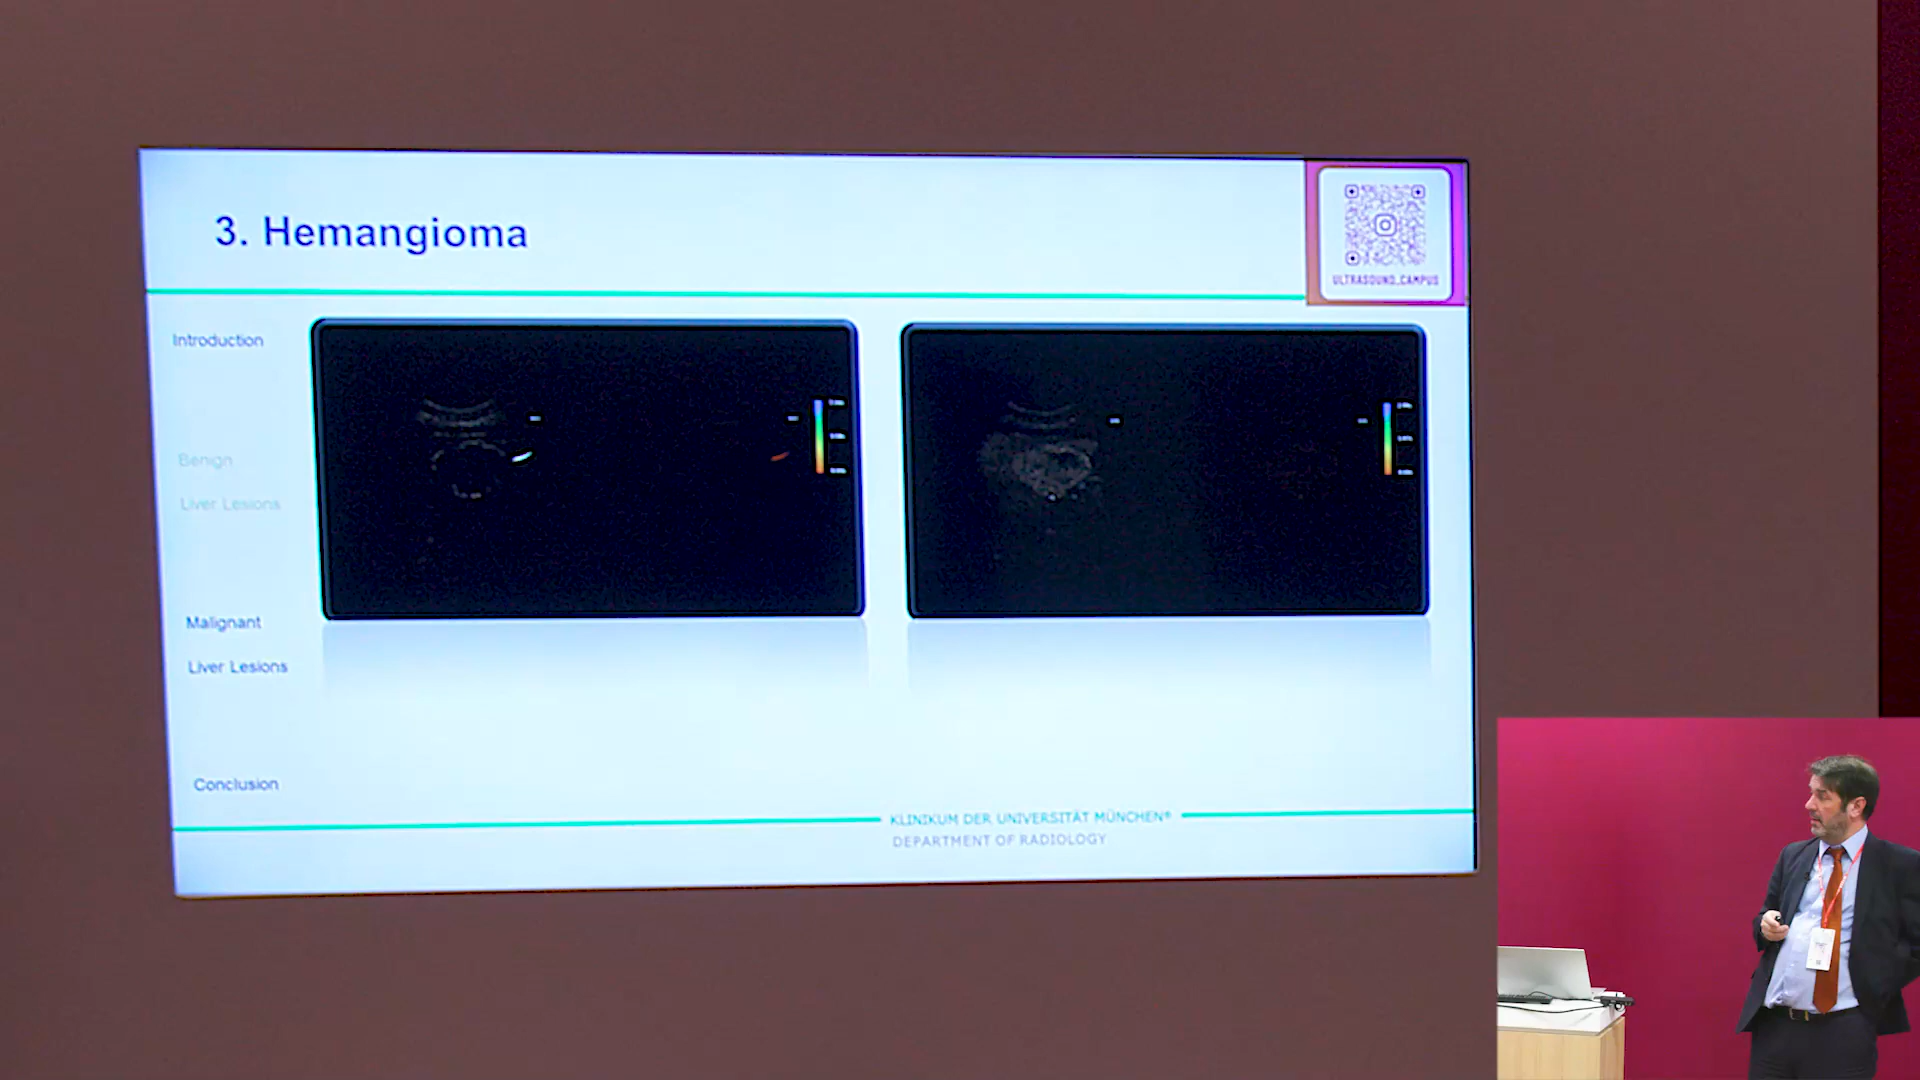 3. Hemangioma
ULTRASOUND_CAMPUS
Introduction
Benign
Liver Lesions
Malignant
Liver Lesions
Conclusion
KLINIKUM DER UNIVERSITÄT MÜNCHEN®
DEPARTMENT OF RADIOLOGY